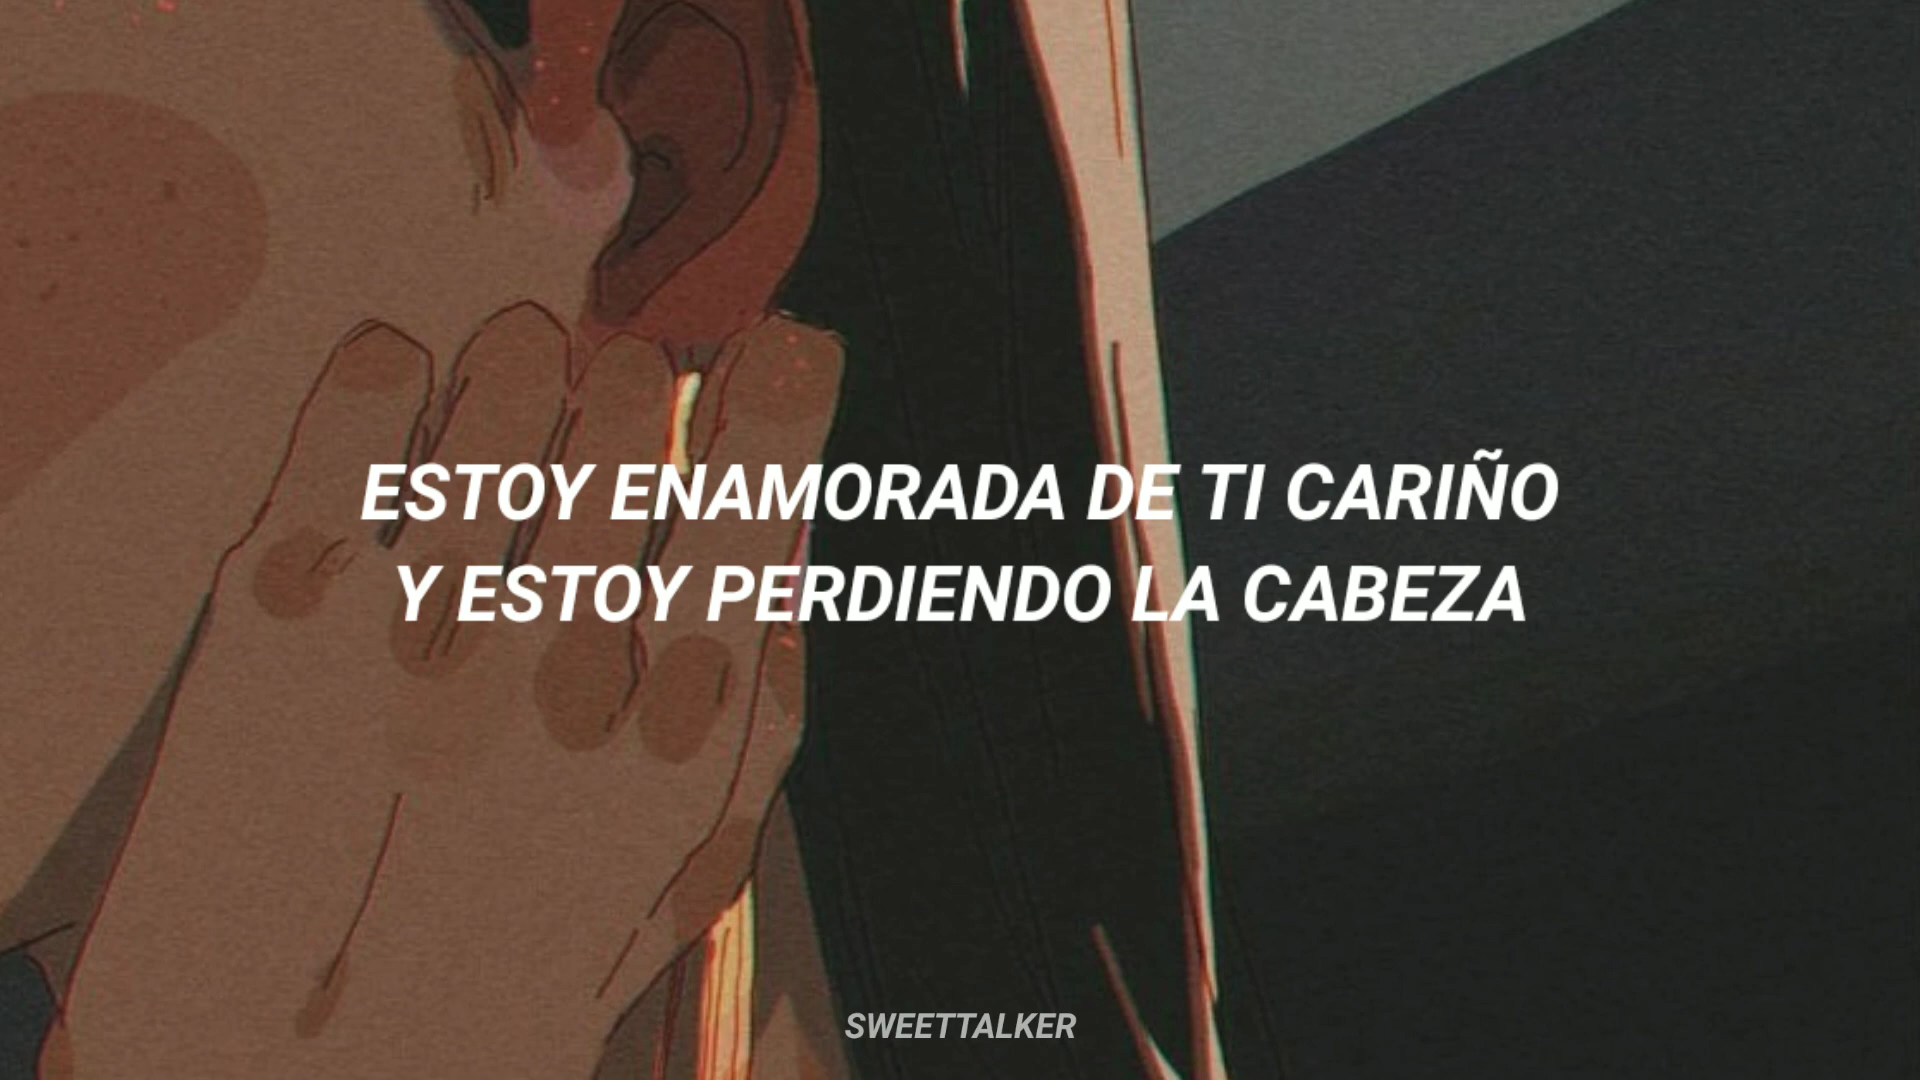 ESTOY ENAMORADA DE TI CARIÑO
Y ESTOY PERDIENDO LA CABEZA
SWEETTALKER